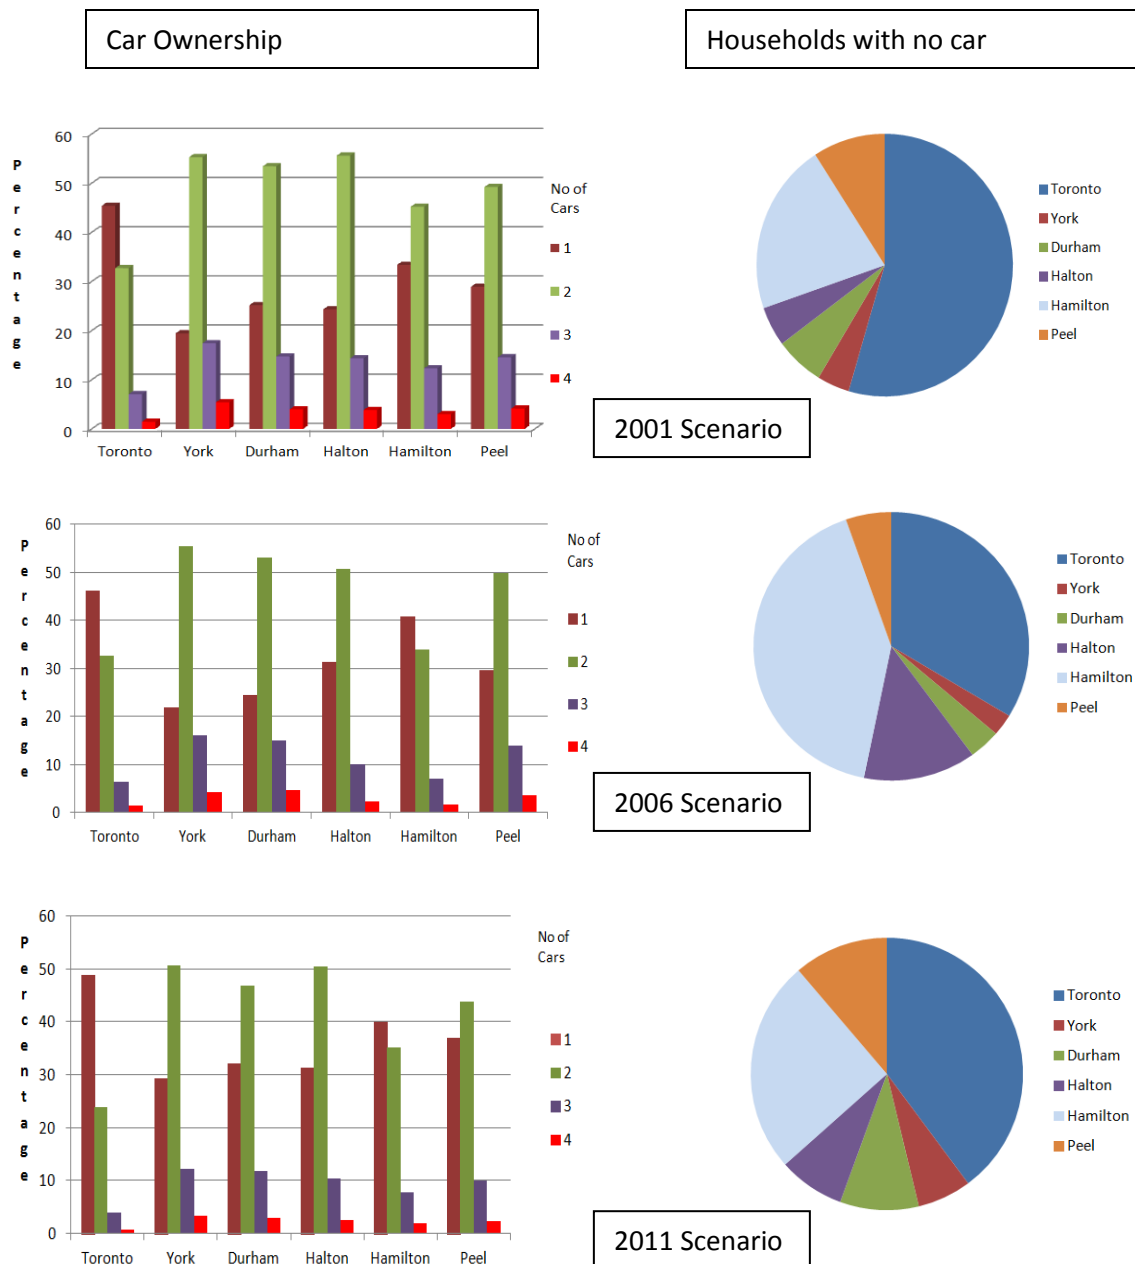 Car Ownership
Households with no car
Percentage
60
50
40
30
20
10
0
Toronto York Durham Halton Hamilton Peel
No of
Cars
1
2
3
4
Toronto
York
Durham
Halton
Hamilton
Peel
2001 Scenario
Percentage
60
50
40
30
20
10
0
Toronto York Durham Halton Hamilton Peel
No of
Cars
1
2
3
4
Toronto
York
Durham
Halton
Hamilton
Peel
2006 Scenario
Percentage
60
50
40
30
20
10
0
Toronto York Durham Halton Hamilton Peel
No of
Cars
1
2
3
4
Toronto
York
Durham
Halton
Hamilton
Peel
2011 Scenario